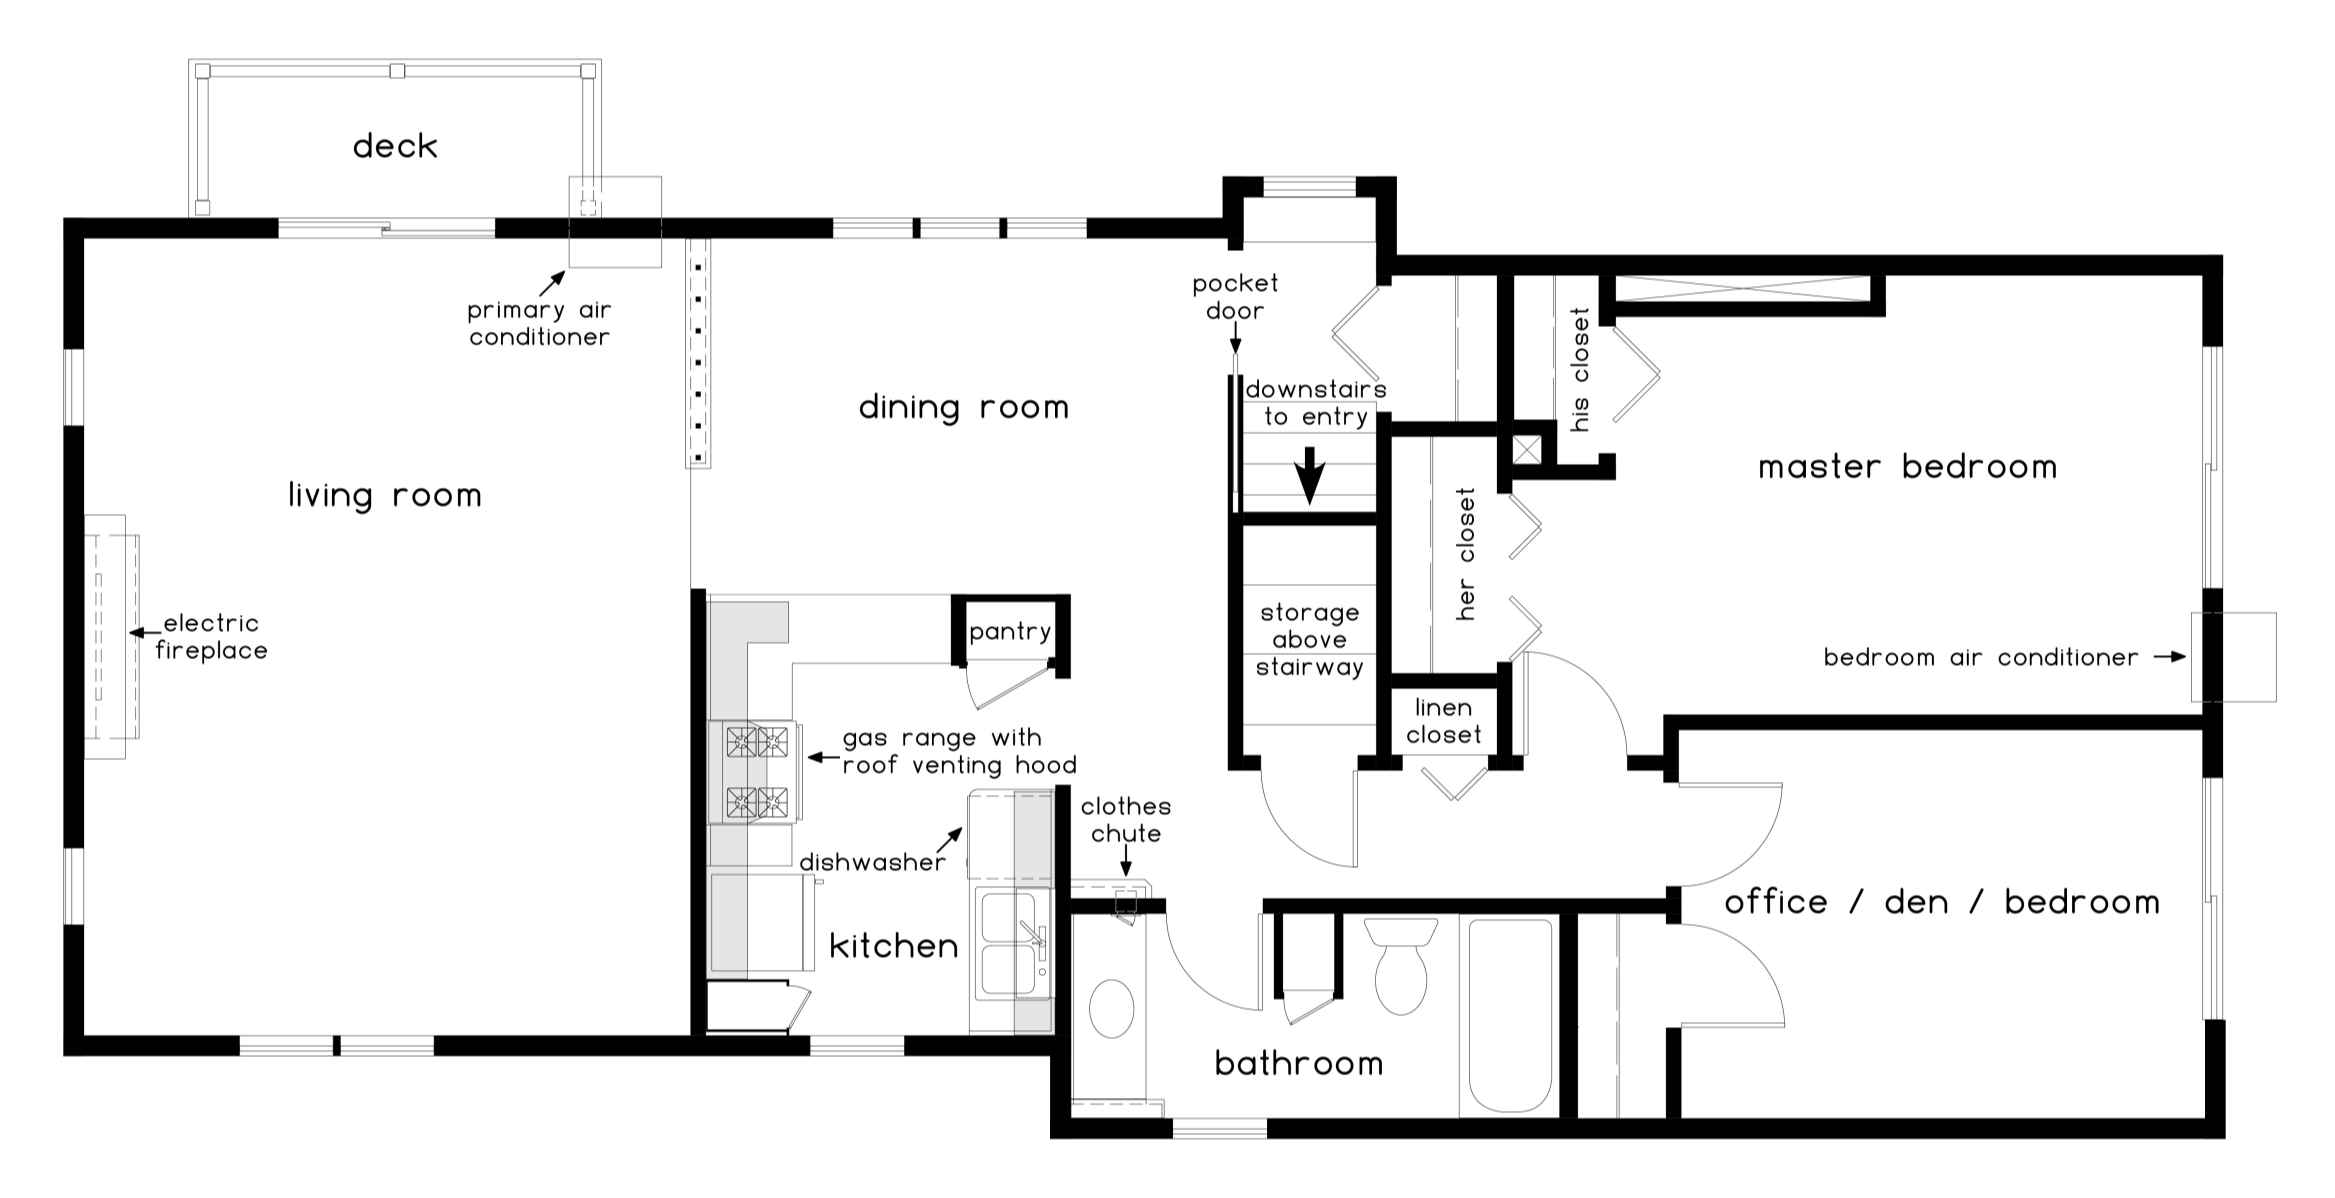 deck
primary air
conditioner
pocket
door
his closet
downstairs
to entry
dining room
master bedroom
living room
her closet
electric
fireplace
pantry
storage
above
stairway
bedroom air conditioner
linen
closet
gas range with
roof venting hood
clothes
chute
dishwasher
office / den / bedroom
kitchen
bathroom